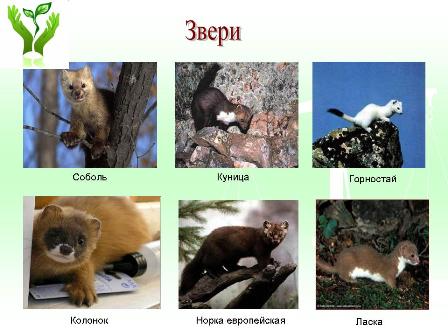 Звери
Соболь
Куница
Горностай
Колонок
Норка европейская
Ласка